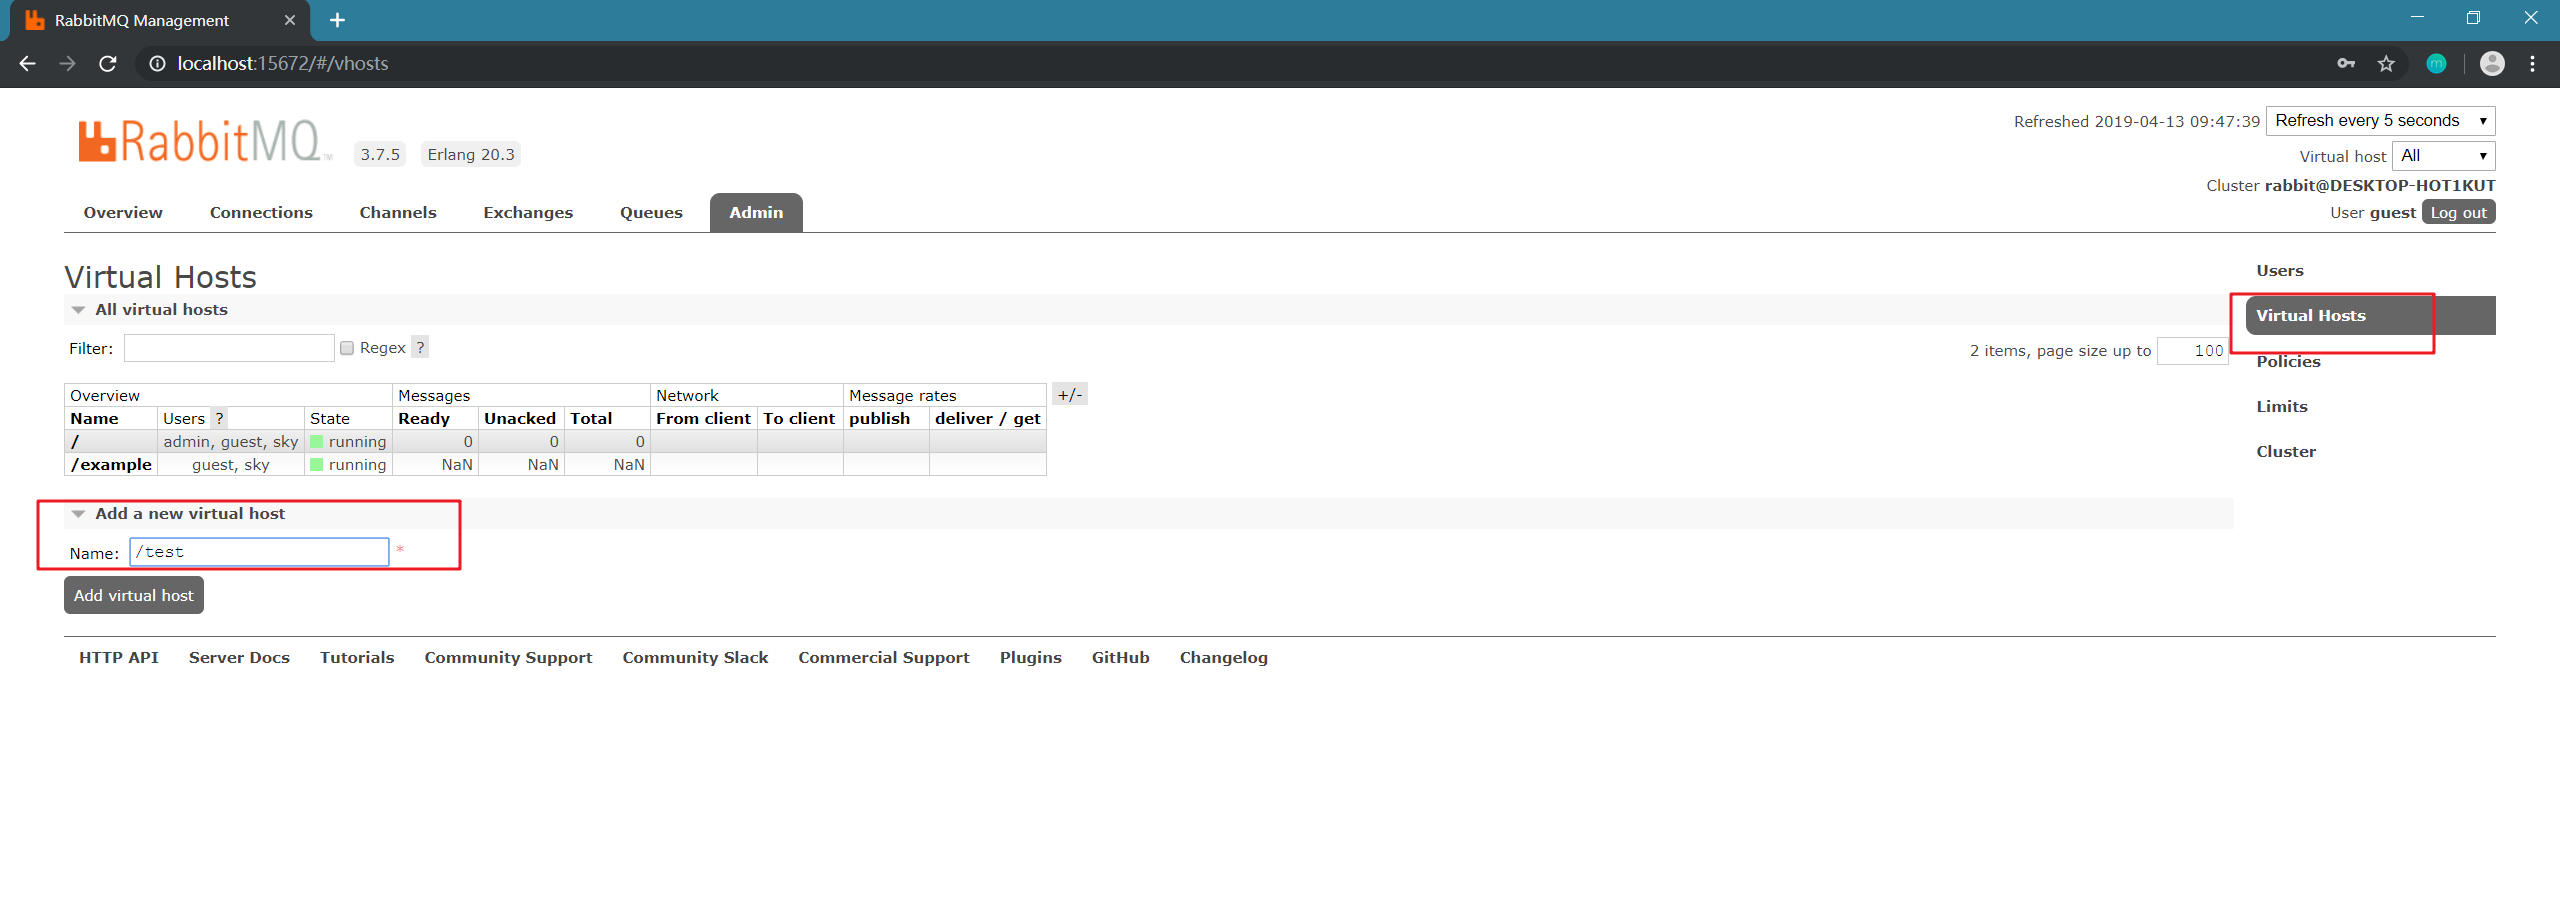 RabbitMQ Management
localhost:15672/#/vhosts
RabbitMQ™ 3.7.5 Erlang 20.3
Refreshed 2019-04-13 09:47:39 Refresh every 5 seconds
Virtual host All
Cluster rabbit@DESKTOP-HOT1KUT
User guest Log out
Overview Connections Channels Exchanges Queues Admin
Virtual Hosts
All virtual hosts
Filter: Regex ?
2 items, page size up to 100
Overview Messages Network Message rates +/-
Name Users ? State Ready Unacked Total From client To client publish deliver / get
/ admin, guest, sky running 0 0 0
/example guest, sky running NaN NaN NaN
Add a new virtual host
Name: /test *
Add virtual host
Users
Virtual Hosts
Policies
Limits
Cluster
HTTP API Server Docs Tutorials Community Support Community Slack Commercial Support Plugins GitHub Changelog